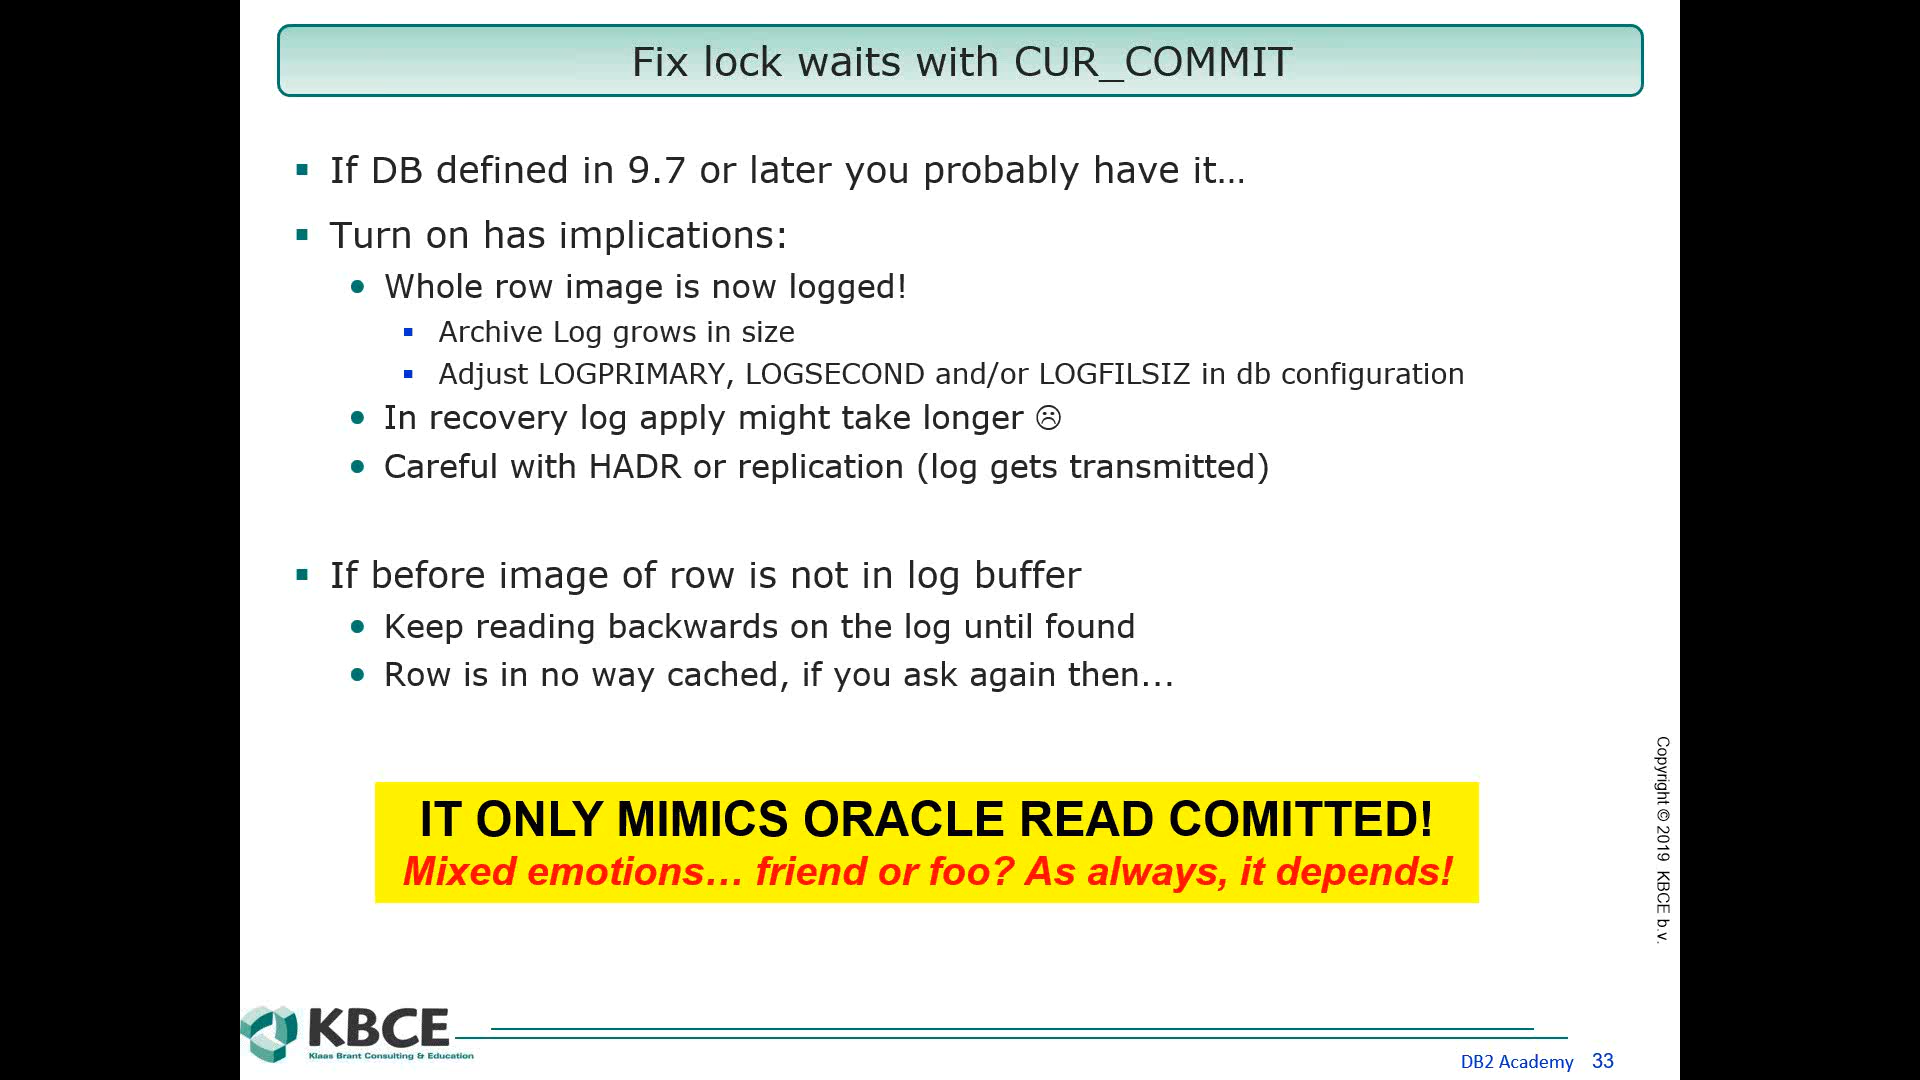 Fix lock waits with CUR_COMMIT
If DB defined in 9.7 or later you probably have it…
Turn on has implications:
Whole row image is now logged!
Archive Log grows in size
Adjust LOGPRIMARY, LOGSECOND and/or LOGFILSIZ in db configuration
In recovery log apply might take longer ☹
Careful with HADR or replication (log gets transmitted)
If before image of row is not in log buffer
Keep reading backwards on the log until found
Row is in no way cached, if you ask again then…
IT ONLY MIMICS ORACLE READ COMITTED!
Mixed emotions… friend or foo? As always, it depends!
Copyright © 2019 KBCE b.v.
KBCE
Klaas Brant Consulting & Education
DB2 Academy 33